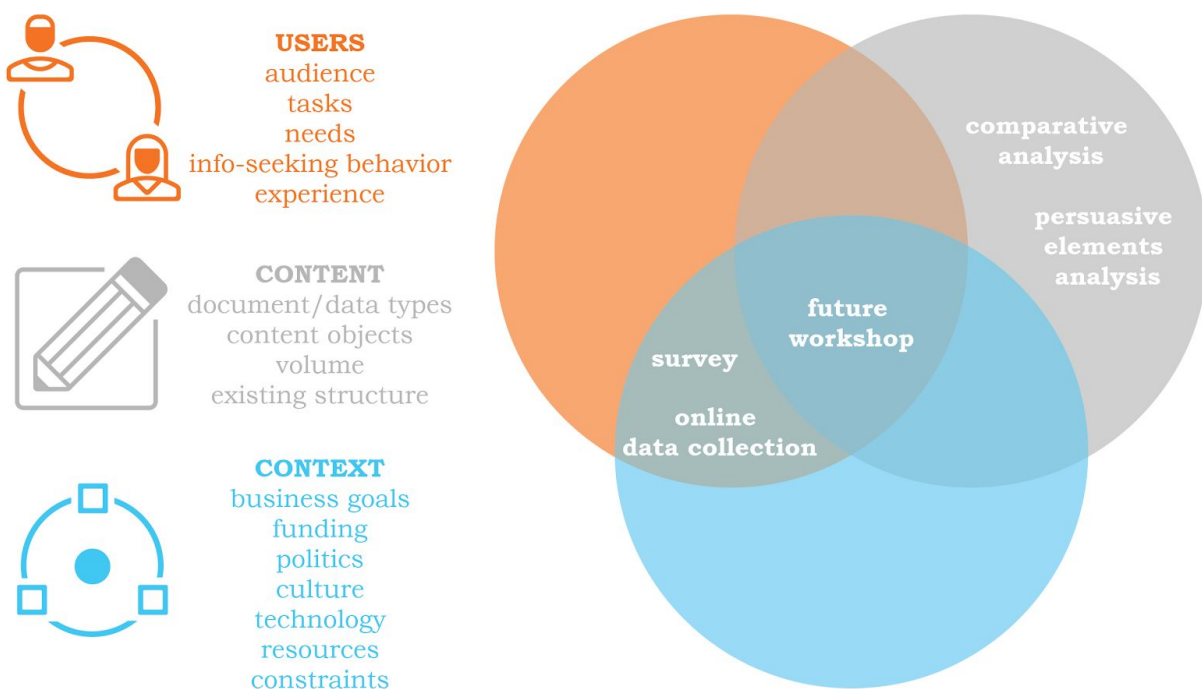 USERS
audience
tasks
needs
info-seeking behavior
experience
CONTENT
document/data types
content objects
volume
existing structure
CONTEXT
business goals
funding
politics
culture
technology
resources
constraints
comparative
analysis
persuasive
elements
analysis
future
workshop
survey
online
data collection